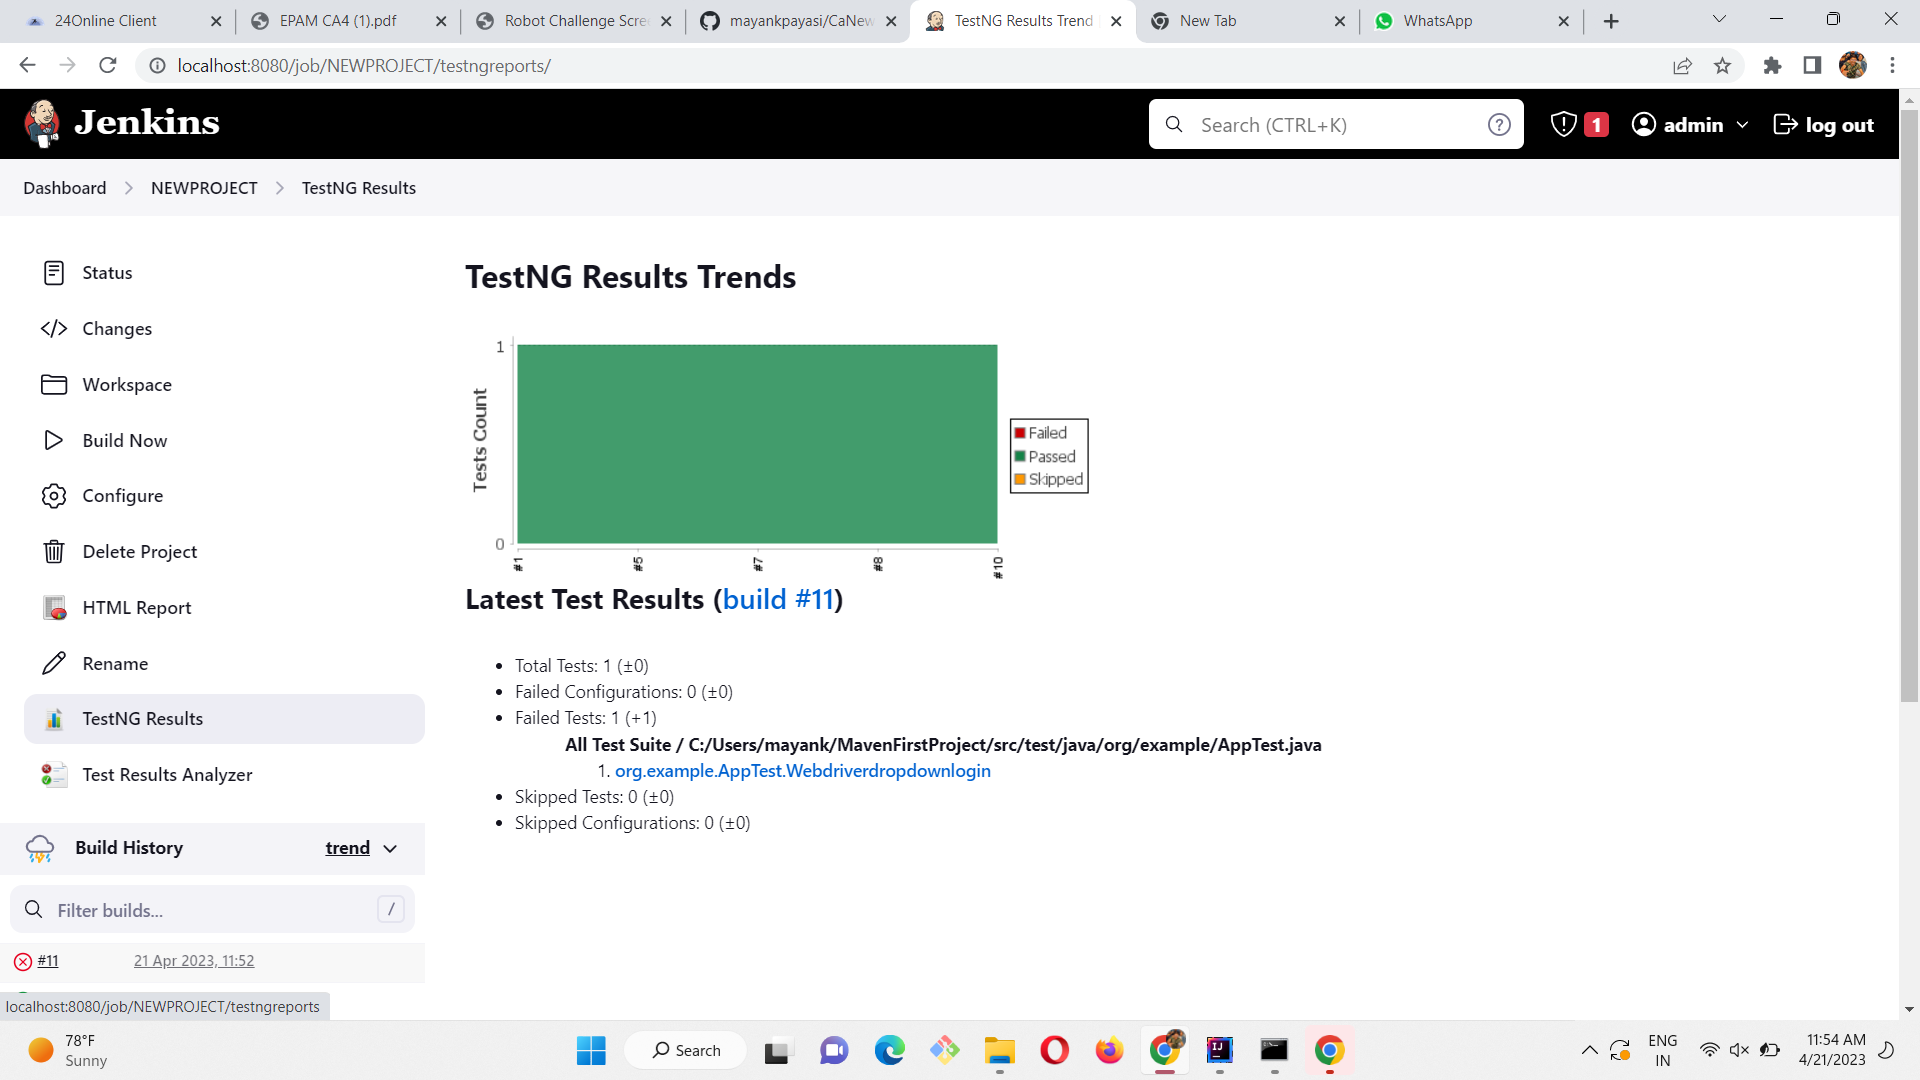 24Online Client
EPAM CA4 (1).pdf
Robot Challenge Scre
mayankpayasi/CaNew
TestNG Results Trend
New Tab
WhatsApp
localhost:8080/job/NEWPROJECT/testngreports/
Jenkins
Search (CTRL+K)
1
admin
log out
Dashboard
NEWPROJECT
TestNG Results
Status
Changes
Workspace
Build Now
Configure
Delete Project
HTML Report
Rename
TestNG Results
Test Results Analyzer
Build History
trend
Filter builds...
/
#11
21 Apr 2023, 11:52
localhost:8080/job/NEWPROJECT/testngreports
TestNG Results Trends
1
Tests Count
0
#1
#5
#7
#8
#10
Failed
Passed
Skipped
Latest Test Results (build #11)
Total Tests: 1 (±0)
Failed Configurations: 0 (±0)
Failed Tests: 1 (+1)
All Test Suite / C:/Users/mayank/MavenFirstProject/src/test/java/org/example/AppTest.java
1. org.example.AppTest.Webdriverdropdownlogin
Skipped Tests: 0 (±0)
Skipped Configurations: 0 (±0)
78°F
Sunny
Search
ENG
IN
11:54 AM
4/21/2023